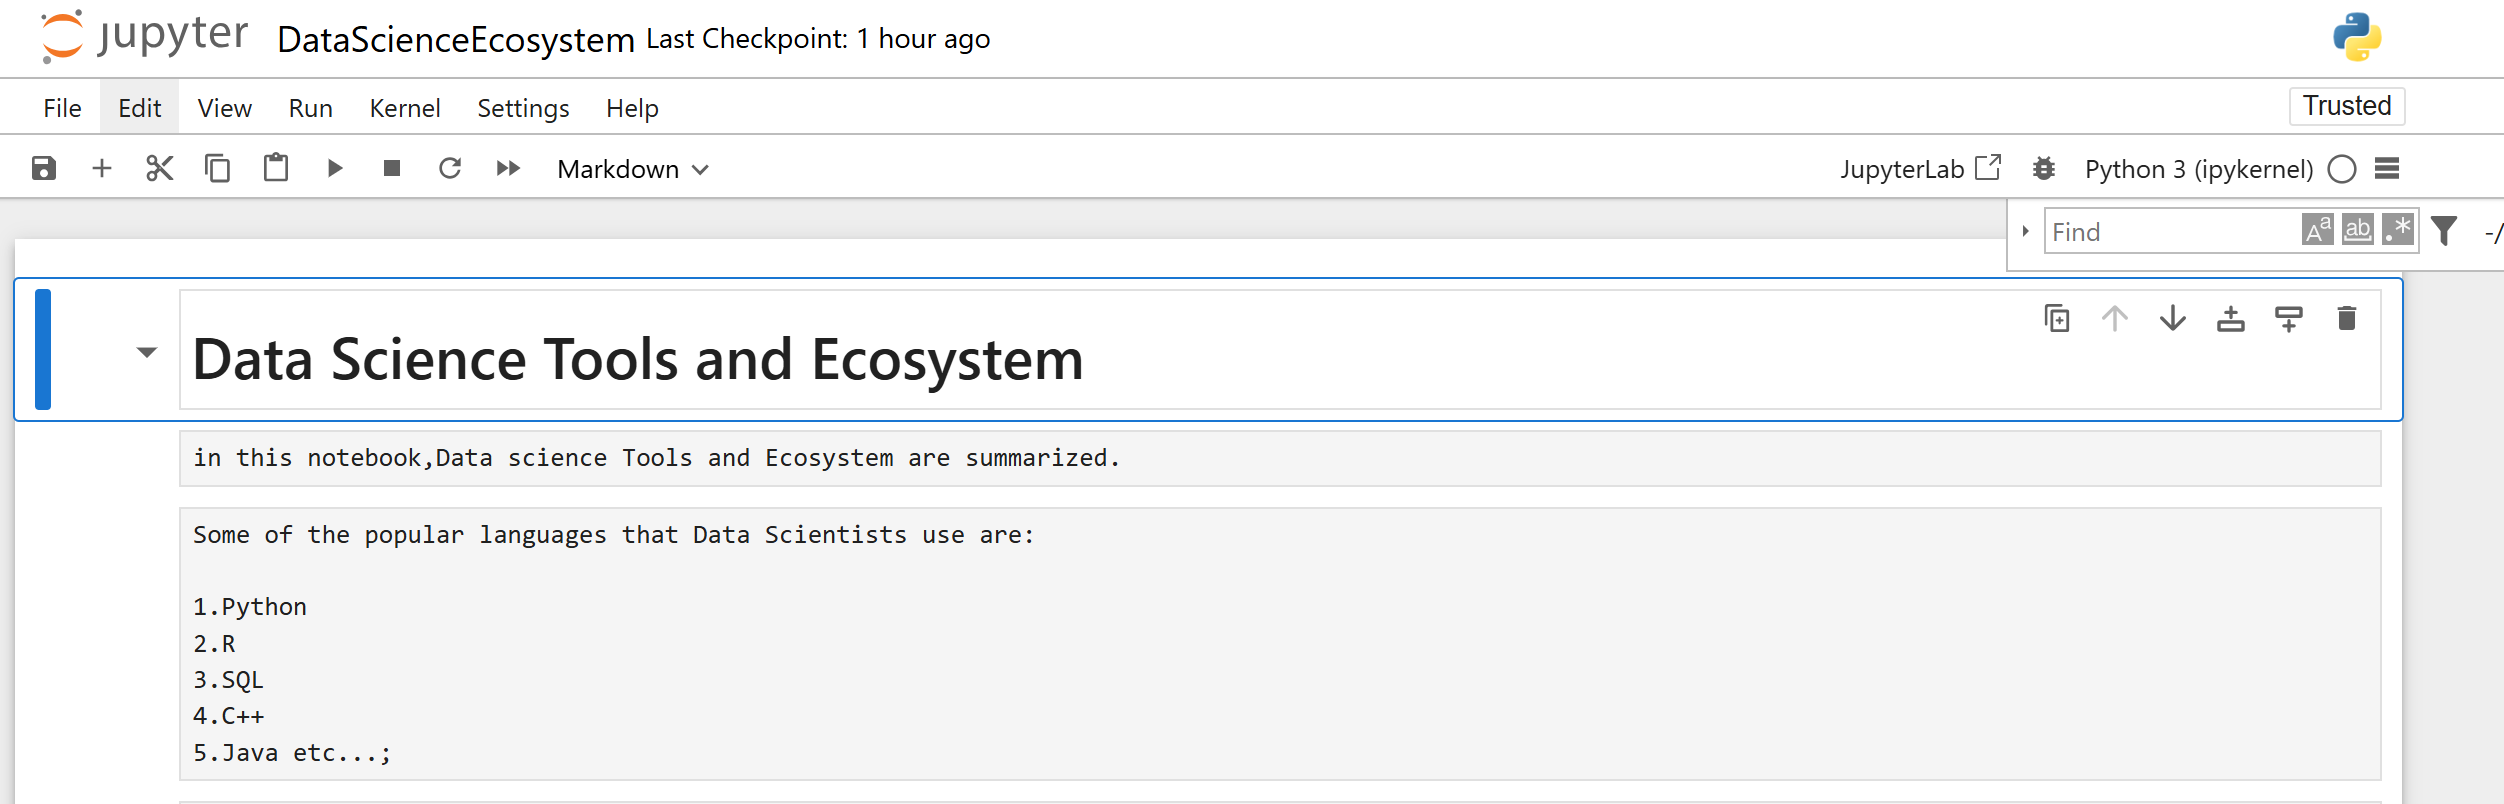 jupyter DataScienceEcosystem Last Checkpoint: 1 hour ago
File Edit View Run Kernel Settings Help Trusted
Markdown JupyterLab Python 3 (ipykernel)
Find Aa ab .* -/
Data Science Tools and Ecosystem
in this notebook,Data science Tools and Ecosystem are summarized.
Some of the popular languages that Data Scientists use are:
1.Python
2.R
3.SQL
4.C++
5.Java etc...;